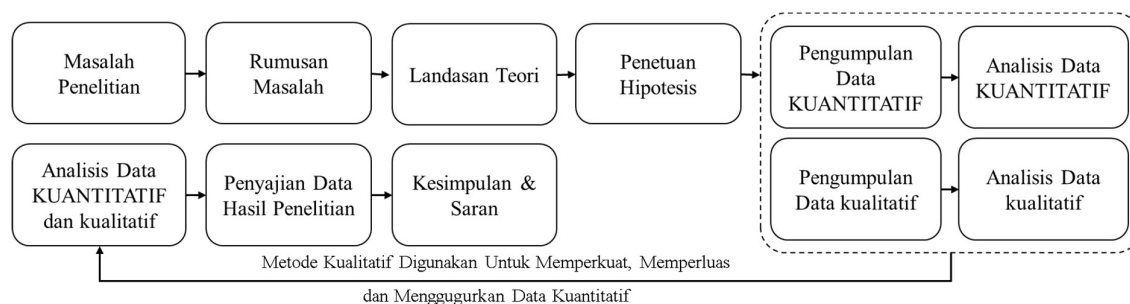 Masalah
Penelitian
Rumusan
Masalah
Landasan Teori
Penetuan
Hipotesis
Pengumpulan
Data
KUANTITATIF
Analisis Data
KUANTITATIF
Pengumpulan
Data kualitatif
Analisis Data
kualitatif
Analisis Data
KUANTITATIF
dan kualitatif
Penyajian Data
Hasil Penelitian
Kesimpulan &
Saran
Metode Kualitatif Digunakan Untuk Memperkuat, Memperluas
dan Menggugurkan Data Kuantitatif